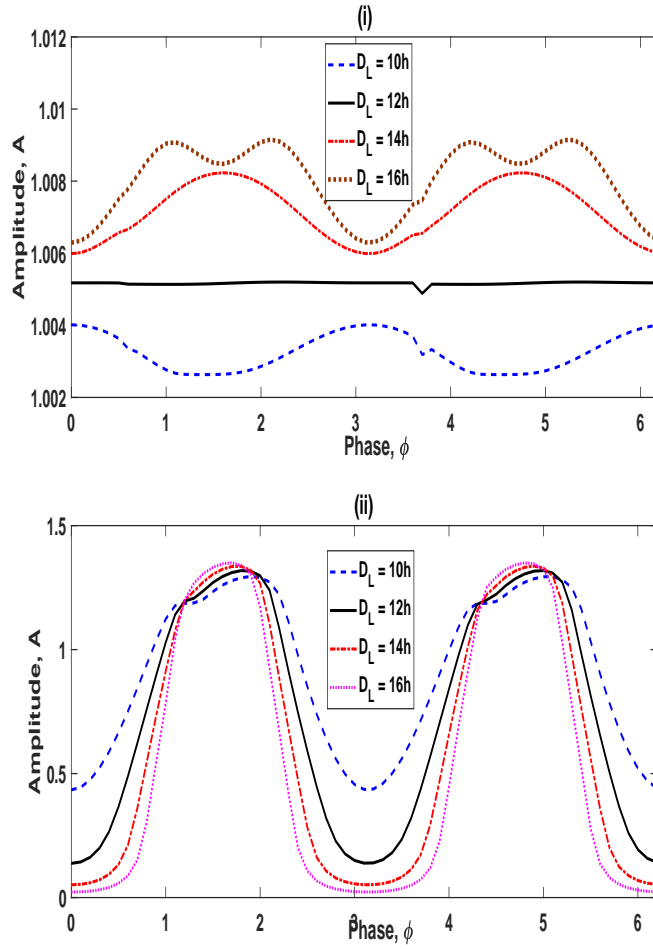 (i)
1.012
1.01
1.008
1.006
1.004
1.002
Amplitude, A
D_L = 10h
D_L = 12h
D_L = 14h
D_L = 16h
0 1 2 3 4 5 6
Phase, ϕ
(ii)
1.5
1
0.5
0
Amplitude, A
D_L = 10h
D_L = 12h
D_L = 14h
D_L = 16h
0 1 2 3 4 5 6
Phase, ϕ